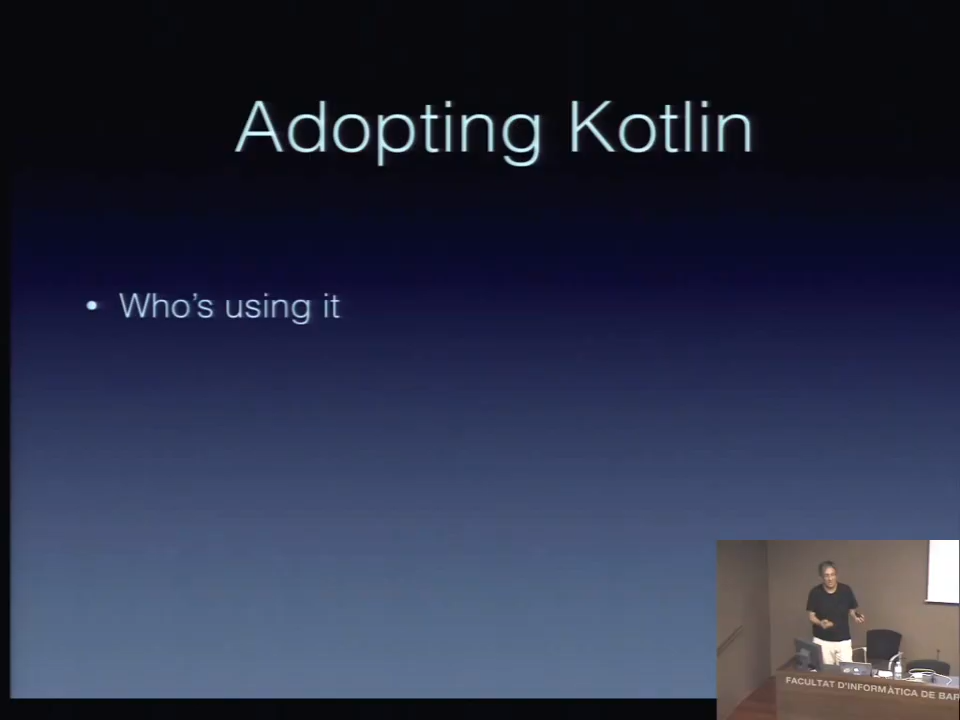 Adopting Kotlin
• Who's using it
FACULTAT D'INFORMÀTICA DE BAR